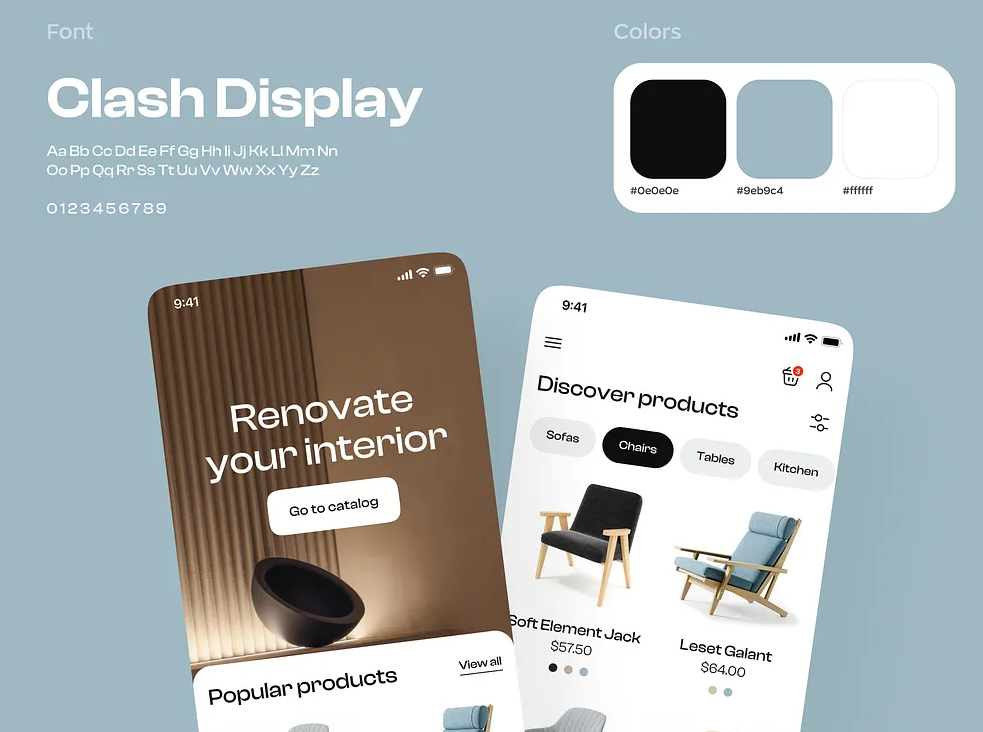 Font
Colors
Clash Display
Aa Bb Cc Dd Ee Ff Gg Hh Ii Jj Kk Ll Mm Nn
Oo Pp Qq Rr Ss Tt Uu Vv Ww Xx Yy Zz
0123456789
#0e0e0e
#9eb9c4
#ffffff
9:41
Renovate
your interior
Go to catalog
Popular products
View all
9:41
3
Discover products
Sofas
Chairs
Tables
Kitchen
Soft Element Jack
$57.50
Leset Galant
$64.00